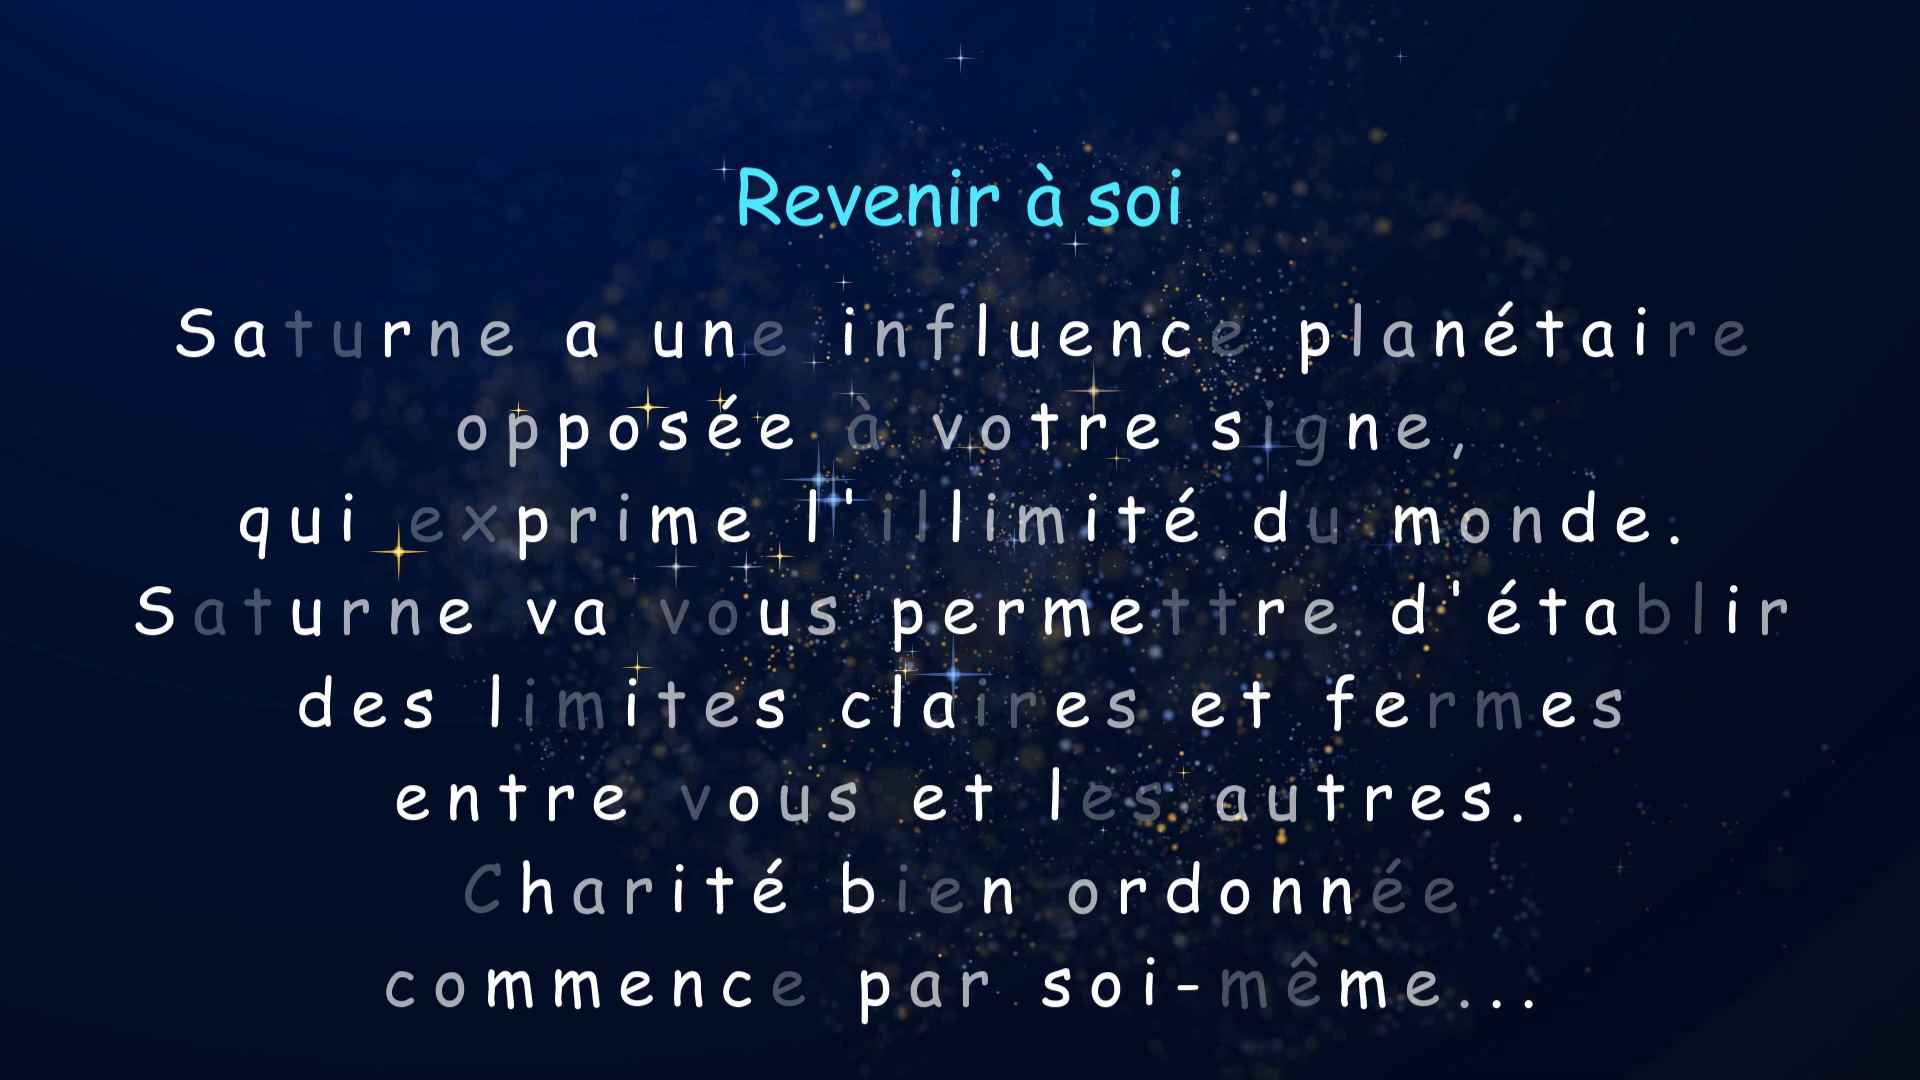 Revenir à soi
Saturne a une influence planétaire
opposée à votre signe,
qui exprime l'illimité du monde.
Saturne va vous permettre d'établir
des limites claires et fermes
entre vous et les autres.
Charité bien ordonnée
commence par soi-même...